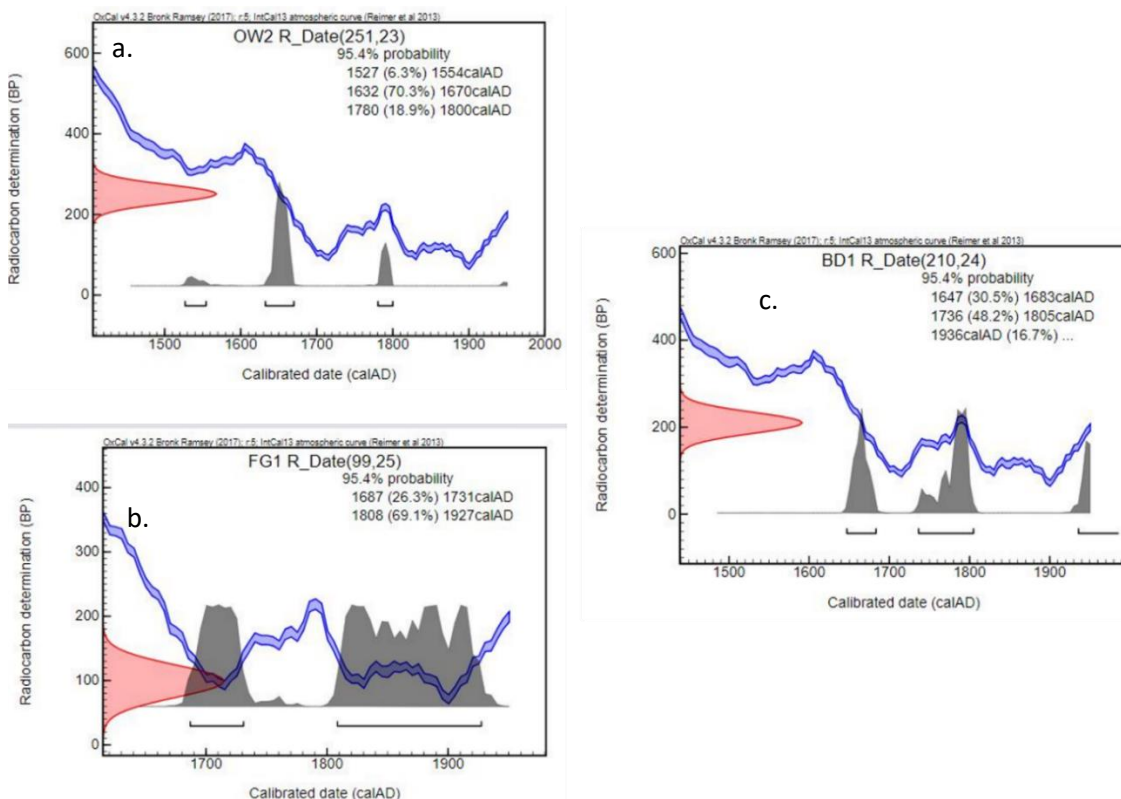 OxCal v4.3.2 Bronk Ramsey (2017); r:5; IntCal13 atmospheric curve (Reimer et al 2013)
a.
OW2 R_Date(251,23)
95.4% probability
1527 (6.3%) 1554calAD
1632 (70.3%) 1670calAD
1780 (18.9%) 1800calAD
Radiocarbon determination (BP)
600
400
200
0
1500 1600 1700 1800 1900 2000
Calibrated date (calAD)
OxCal v4.3.2 Bronk Ramsey (2017); r:5; IntCal13 atmospheric curve (Reimer et al 2013)
b.
FG1 R_Date(99,25)
95.4% probability
1687 (26.3%) 1731calAD
1808 (69.1%) 1927calAD
Radiocarbon determination (BP)
400
300
200
100
0
1700 1800 1900
Calibrated date (calAD)
OxCal v4.3.2 Bronk Ramsey (2017); r:5; IntCal13 atmospheric curve (Reimer et al 2013)
c.
BD1 R_Date(210,24)
95.4% probability
1647 (30.5%) 1683calAD
1736 (48.2%) 1805calAD
1936calAD (16.7%) ...
Radiocarbon determination (BP)
600
400
200
0
1500 1600 1700 1800 1900
Calibrated date (calAD)